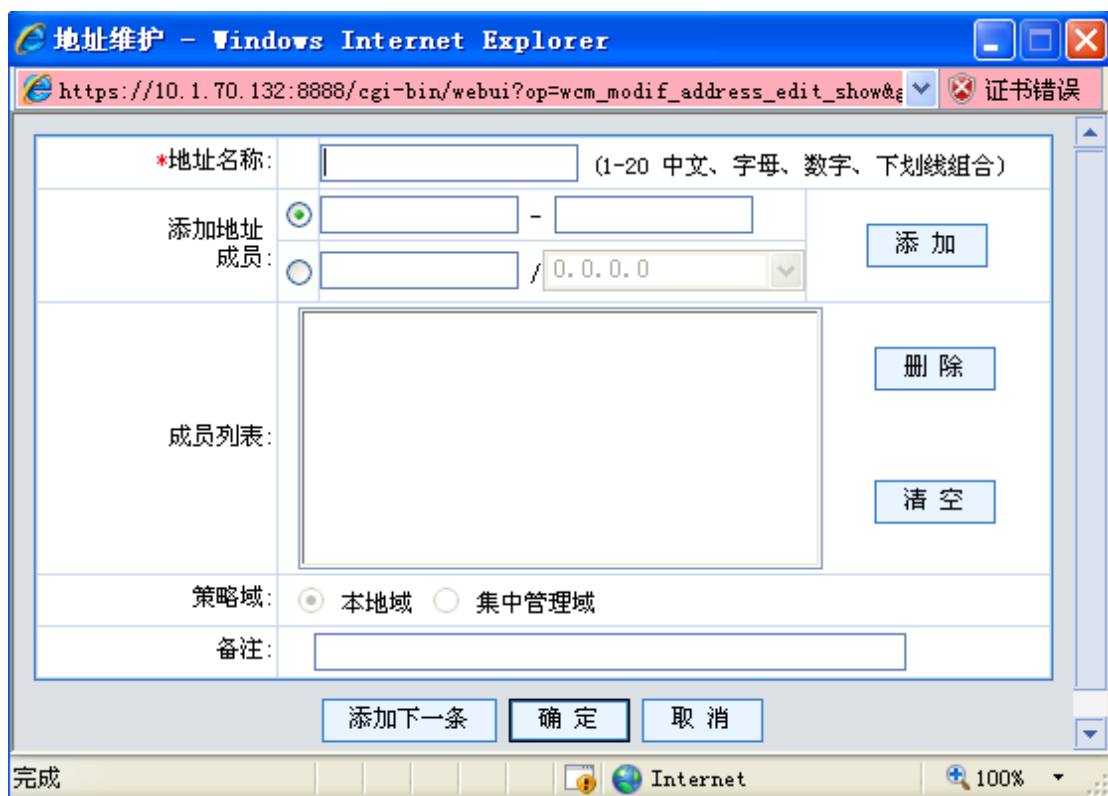 地址维护 - Windows Internet Explorer
https://10.1.70.132:8888/cgi-bin/webui?op=wcm_modif_address_edit_show&g
证书错误
*地址名称: (1-20 中文、字母、数字、下划线组合)
添加地址
成员:
-
/ 0.0.0.0
添 加
成员列表:
删 除
清 空
策略域: 本地域 集中管理域
备注:
添加下一条 确 定 取 消
完成 Internet 100%